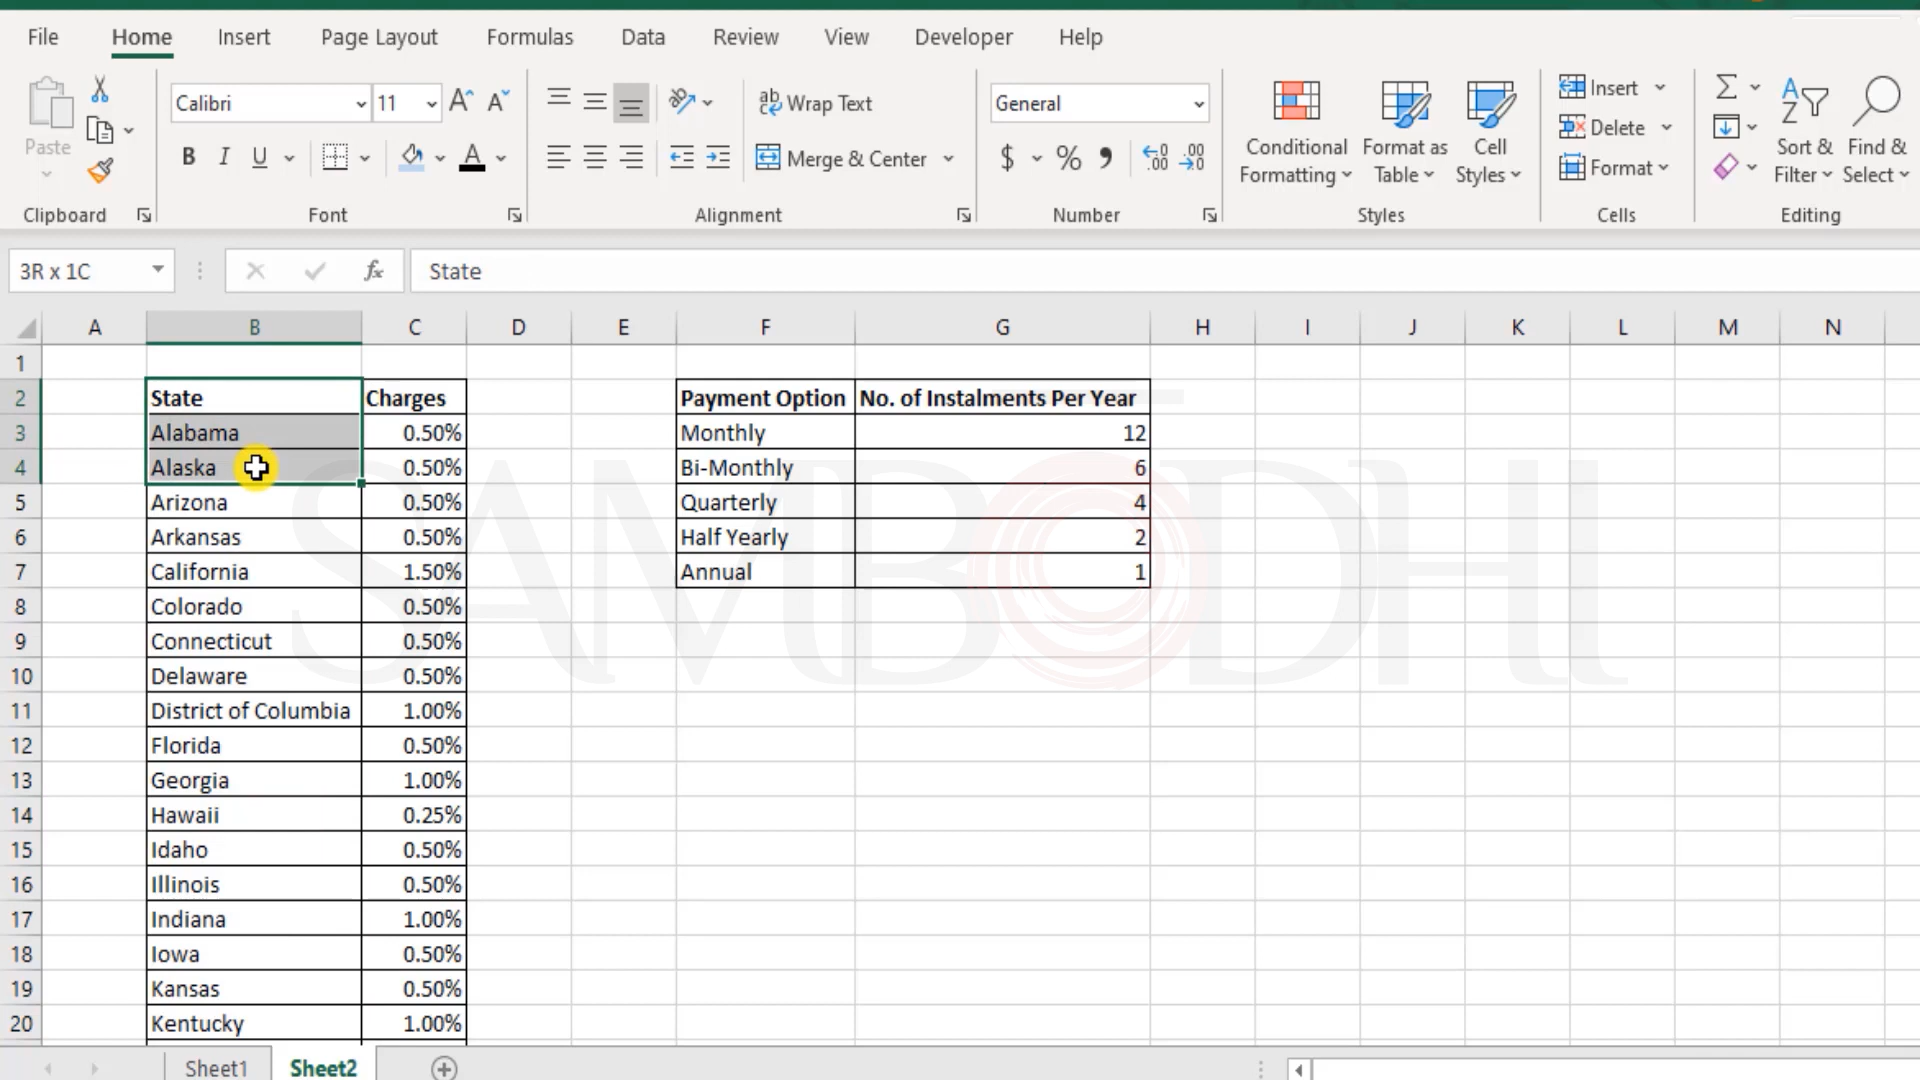 File Home Insert Page Layout Formulas Data Review View Developer Help
Paste
Calibri 11
B I U A
ab Wrap Text
Merge & Center
General
$ % 9 .00 .00
Conditional Formatting
Format as Table
Cell Styles
Insert
Delete
Format
Sort & Filter
Find & Select
Clipboard Font Alignment Number Styles Cells Editing
3R x 1C fx State
A B C D E F G H I J K L M N
1
2 State Charges Payment Option No. of Instalments Per Year
3 Alabama 0.50% Monthly 12
4 Alaska 0.50% Bi-Monthly 6
5 Arizona 0.50% Quarterly 4
6 Arkansas 0.50% Half Yearly 2
7 California 1.50% Annual 1
8 Colorado 0.50%
9 Connecticut 0.50%
10 Delaware 0.50%
11 District of Columbia 1.00%
12 Florida 0.50%
13 Georgia 1.00%
14 Hawaii 0.25%
15 Idaho 0.50%
16 Illinois 0.50%
17 Indiana 1.00%
18 Iowa 0.50%
19 Kansas 0.50%
20 Kentucky 1.00%
SAMBODHI
Sheet1 Sheet2